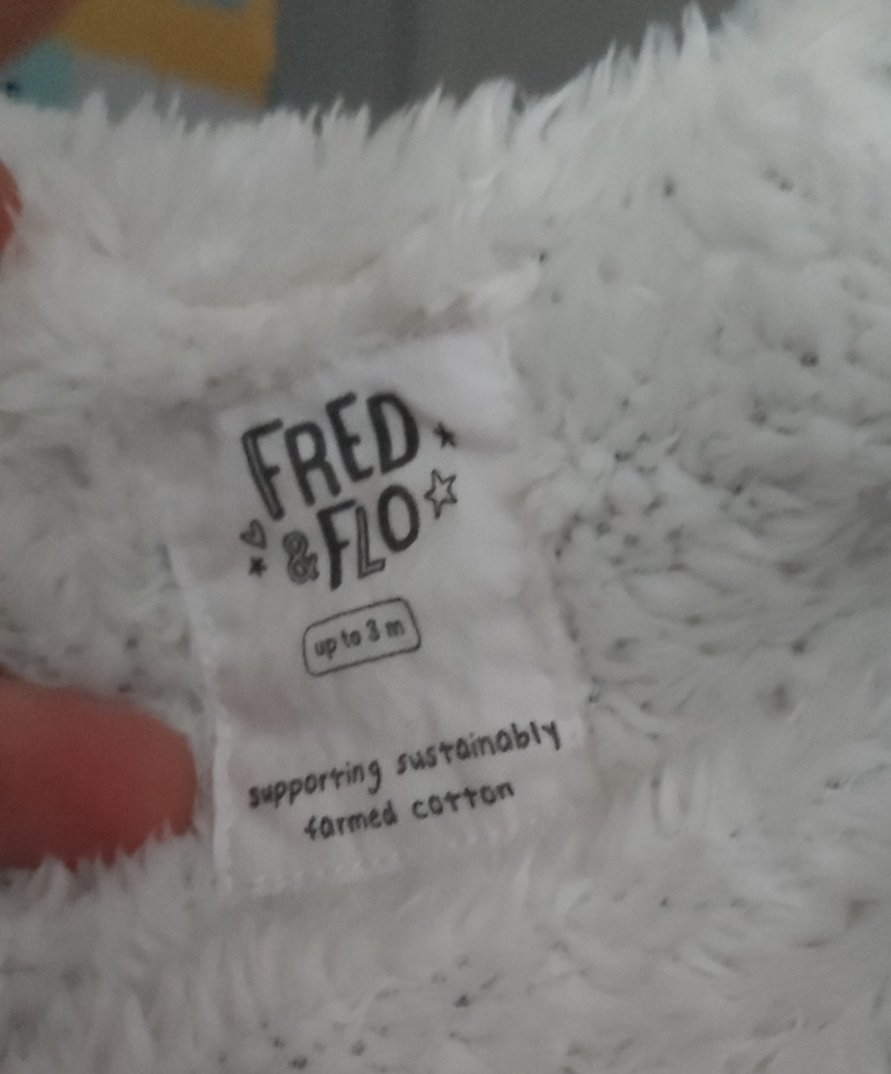 FRED
& FLO
up to 3 m
supporting sustainably
farmed cotton